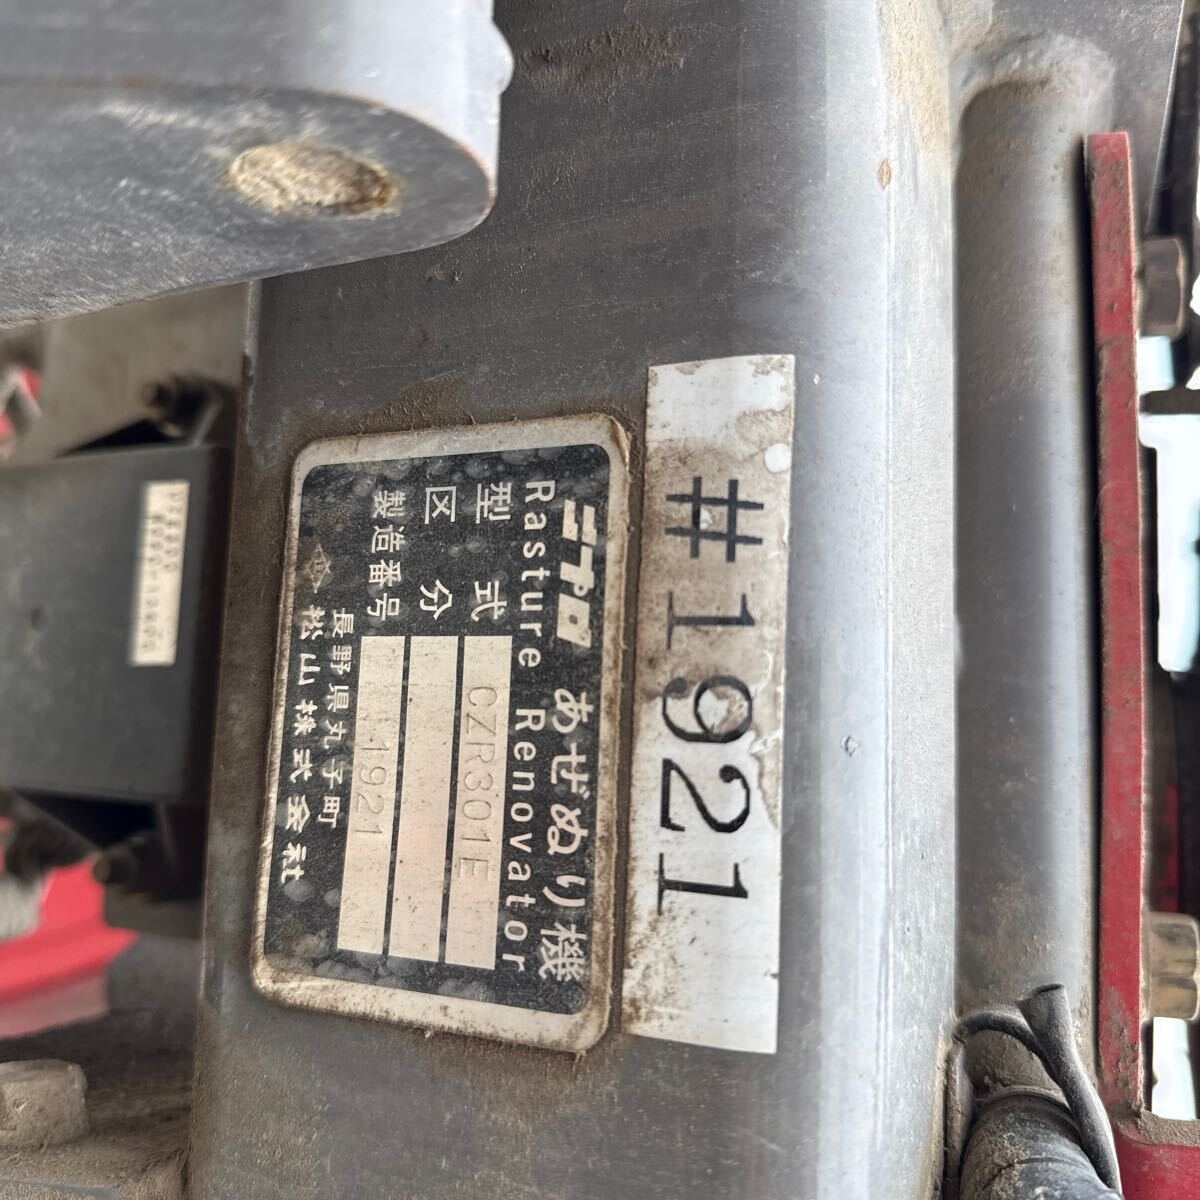 #1921
ニプロ あぜぬり機
Rasture Renovator
型式 CZR301E
区分
製造番号 1921
長野県丸子町
松山株式会社